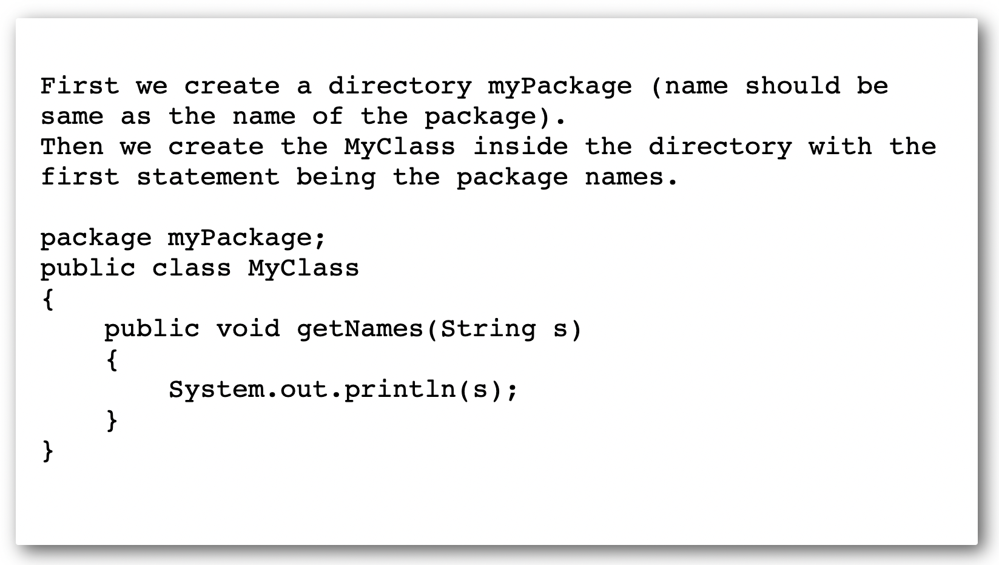 First we create a directory myPackage (name should be
same as the name of the package).
Then we create the MyClass inside the directory with the
first statement being the package names.

package myPackage;
public class MyClass
{
    public void getNames(String s)
    {
        System.out.println(s);
    }
}